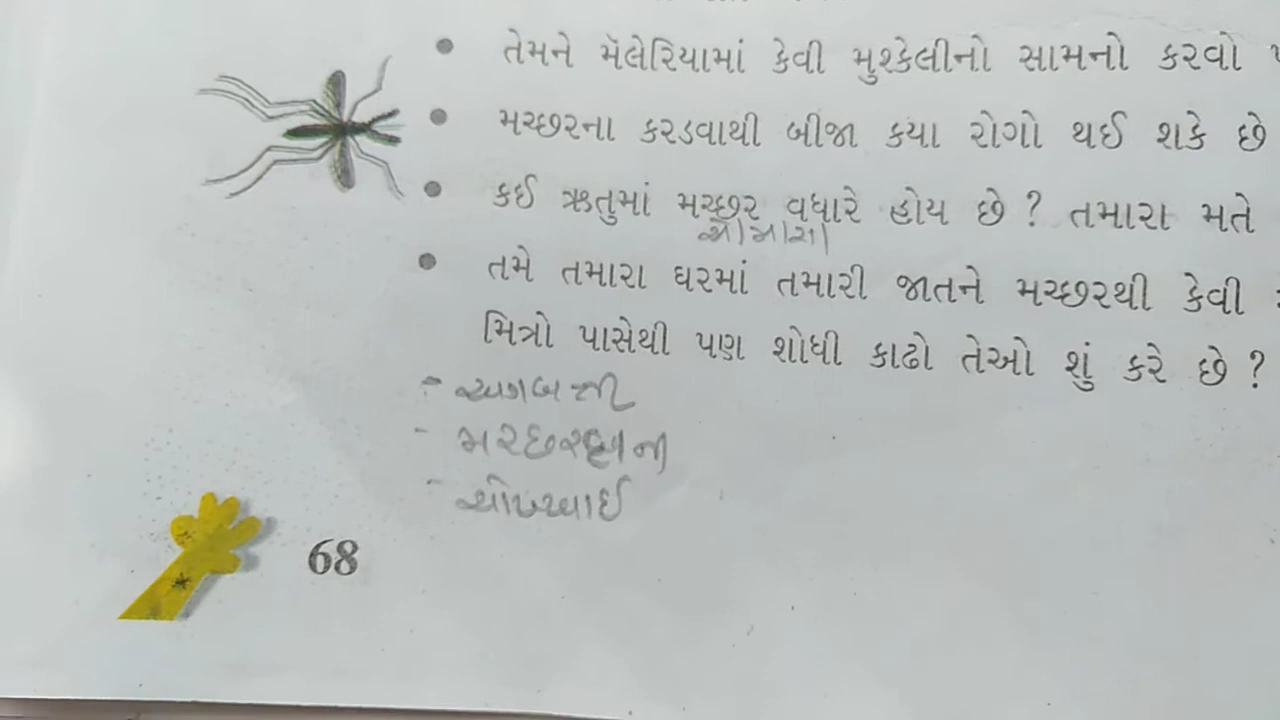 તેમને મૅલેરિયામાં કેવી મુશ્કેલીનો સામનો કરવો
મચ્છરના કરડવાથી બીજા કયા રોગો થઈ શકે છે
કઈ ઋતુમાં મચ્છર વધારે હોય છે ? તમારા મતે
ચોમાસા
તમે તમારા ઘરમાં તમારી જાતને મચ્છરથી કેવી
મિત્રો પાસેથી પણ શોધી કાઢો તેઓ શું કરે છે ?
- અગબત્તી
- મચ્છરદાની
- ચોખ્ખાઈ
68